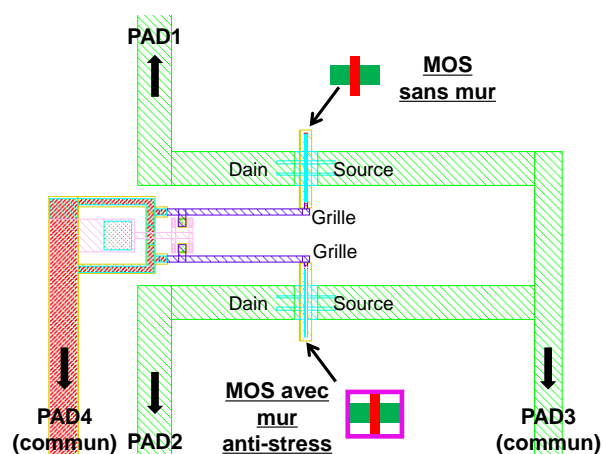 PAD1
MOS
sans mur
Dain
Source
Grille
Grille
Dain
Source
MOS avec
mur
anti-stress
PAD4
(commun)
PAD2
PAD3
(commun)